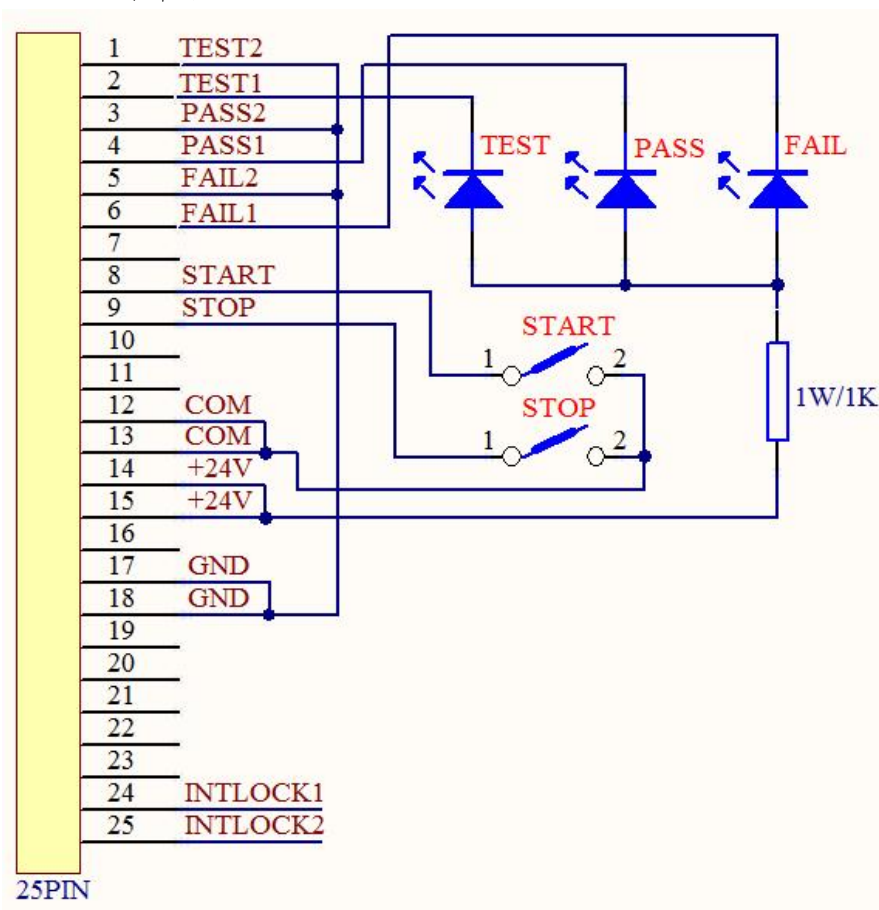 1 TEST2
2 TEST1
3 PASS2
4 PASS1
5 FAIL2
6 FAIL1
7
8 START
9 STOP
10
11
12 COM
13 COM
14 +24V
15 +24V
16
17 GND
18 GND
19
20
21
22
23
24 INTLOCK1
25 INTLOCK2
25PIN
TEST PASS FAIL
START
1 2
STOP
1 2
1W/1K